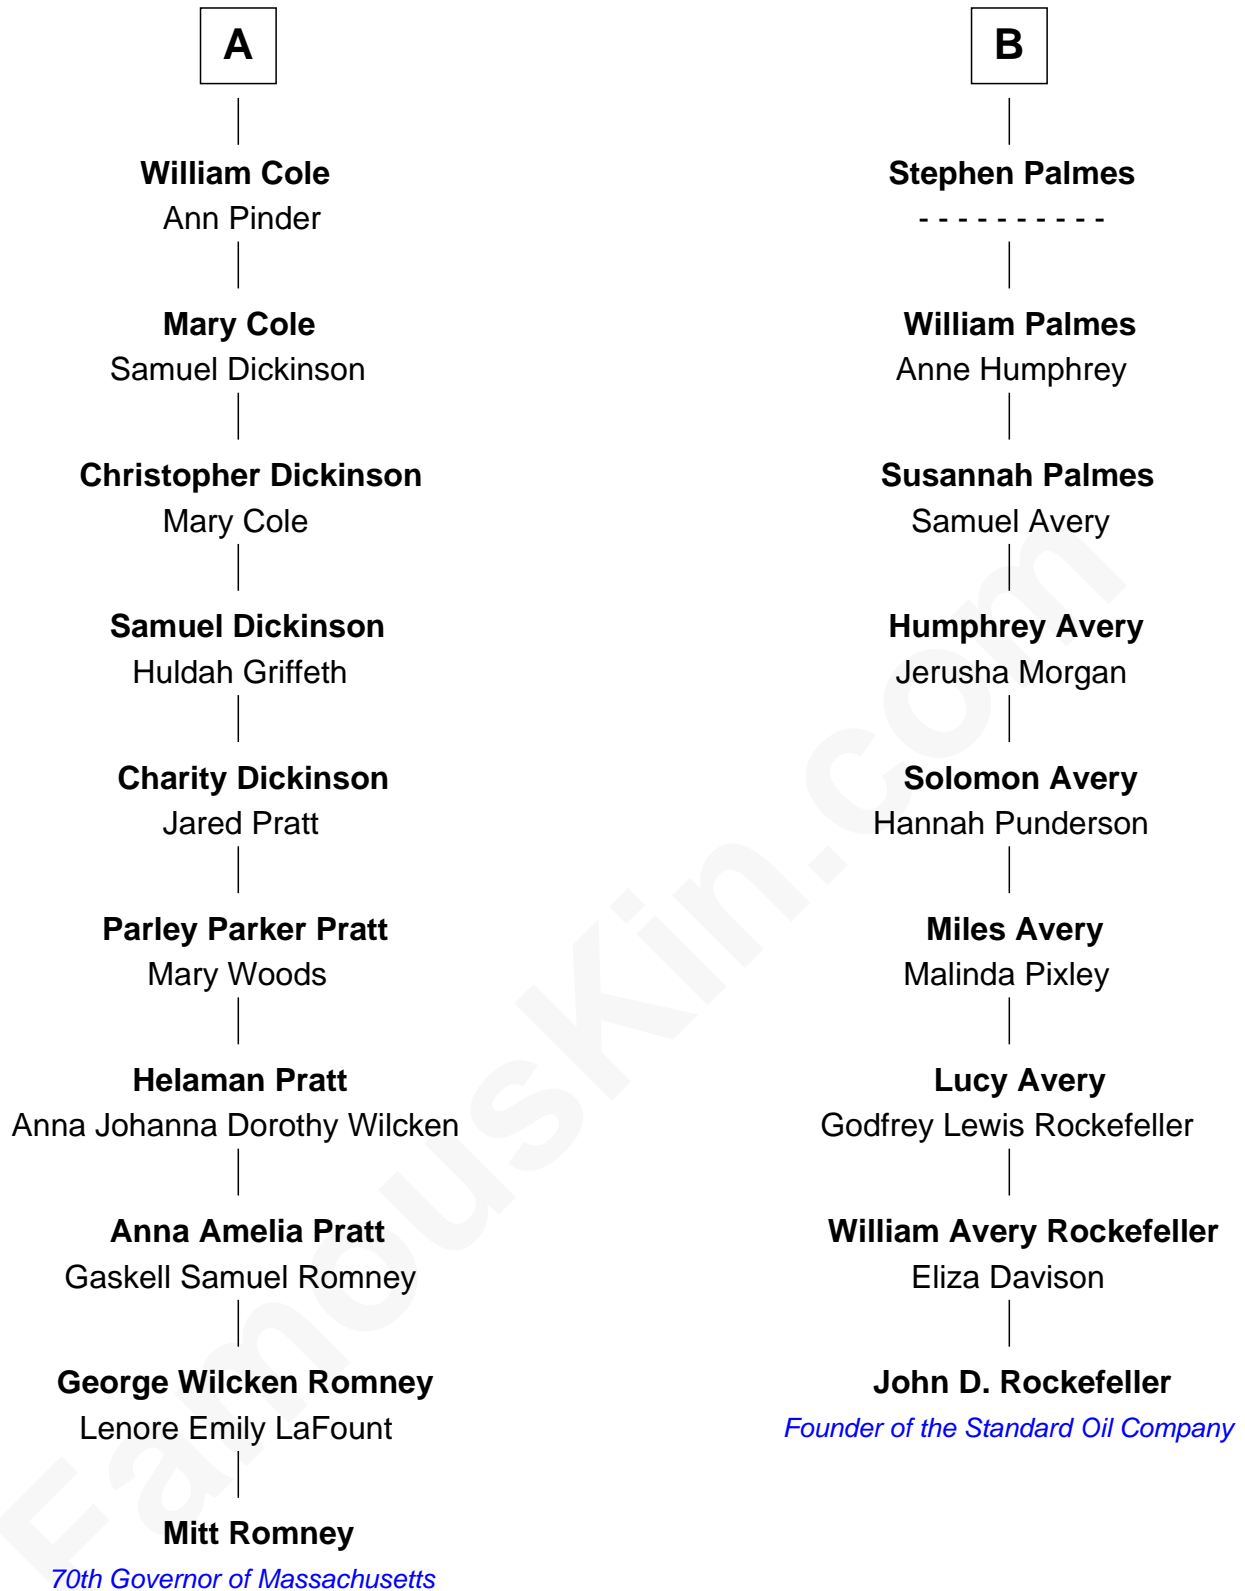 A
William Cole
Ann Pinder
Mary Cole
Samuel Dickinson
Christopher Dickinson
Mary Cole
Samuel Dickinson
Huldah Griffeth
Charity Dickinson
Jared Pratt
Parley Parker Pratt
Mary Woods
Helaman Pratt
Anna Johanna Dorothy Wilcken
Anna Amelia Pratt
Gaskell Samuel Romney
George Wilcken Romney
Lenore Emily LaFount
Mitt Romney
70th Governor of Massachusetts
B
Stephen Palmes
- - - - - - - - - -
William Palmes
Anne Humphrey
Susannah Palmes
Samuel Avery
Humphrey Avery
Jerusha Morgan
Solomon Avery
Hannah Punderson
Miles Avery
Malinda Pixley
Lucy Avery
Godfrey Lewis Rockefeller
William Avery Rockefeller
Eliza Davison
John D. Rockefeller
Founder of the Standard Oil Company
FamousKin.com